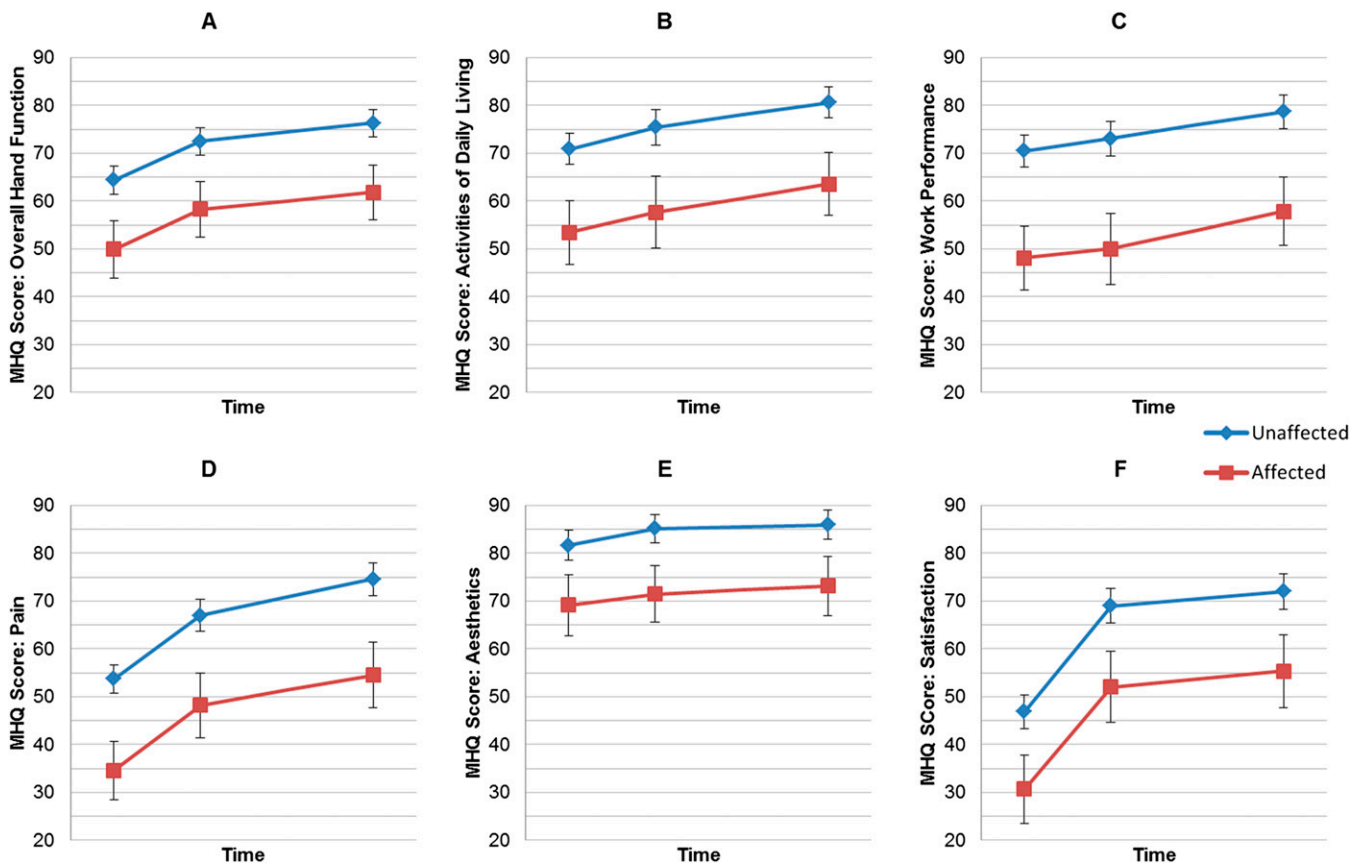 A
MHQ Score: Overall Hand Function
90
80
70
60
50
40
30
20
Time
B
MHQ Score: Activities of Daily Living
90
80
70
60
50
40
30
20
Time
C
MHQ Score: Work Performance
90
80
70
60
50
40
30
20
Time
Unaffected
Affected
D
MHQ Score: Pain
90
80
70
60
50
40
30
20
Time
E
MHQ Score: Aesthetics
90
80
70
60
50
40
30
20
Time
F
MHQ SCore: Satisfaction
90
80
70
60
50
40
30
20
Time